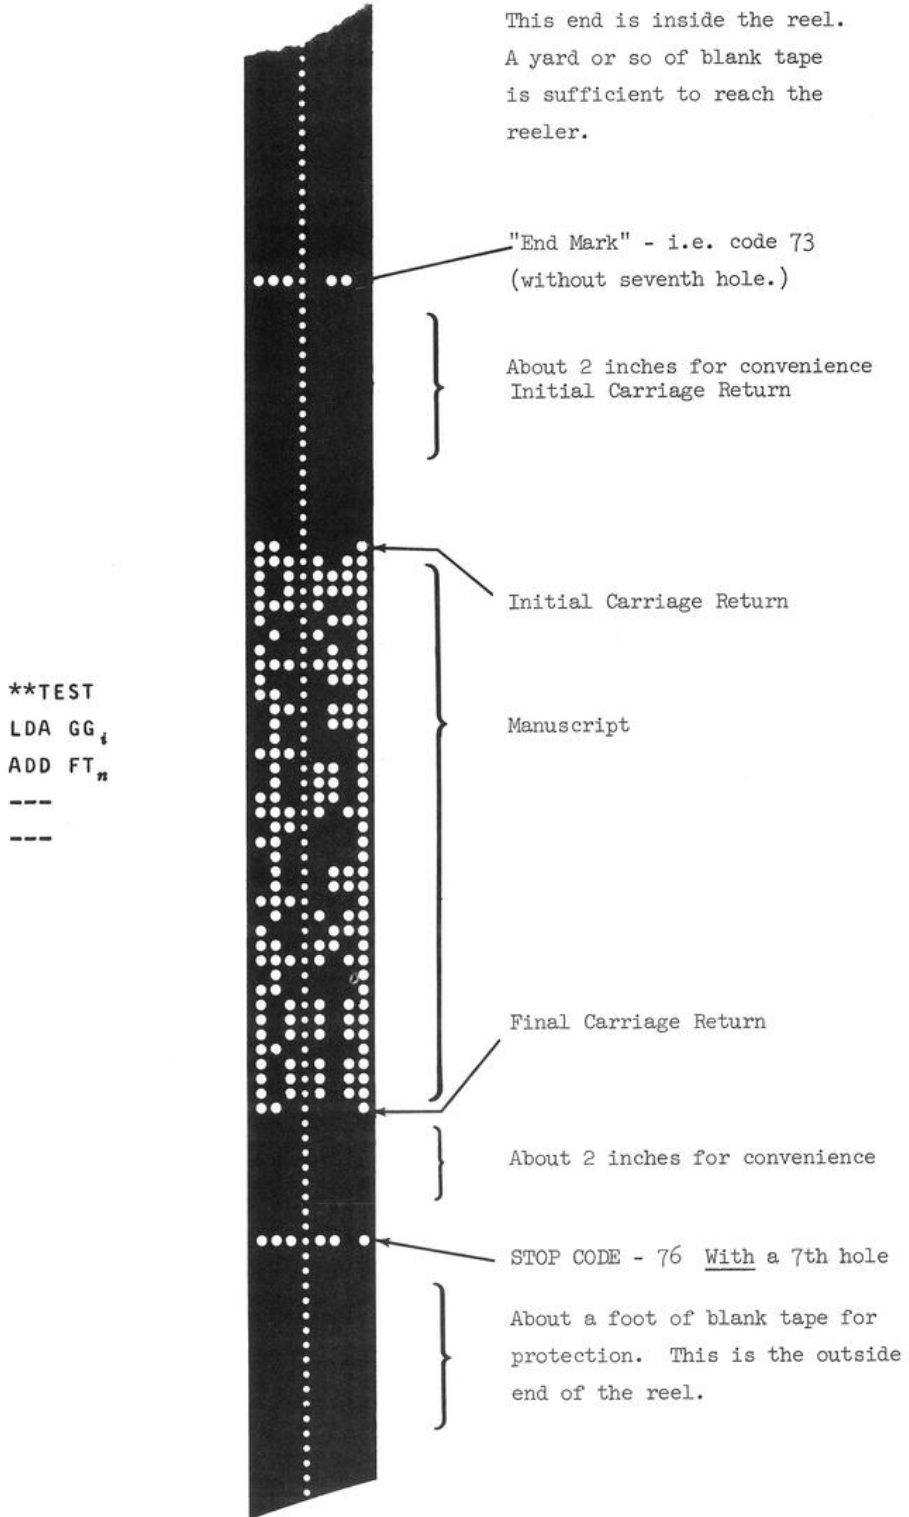 This end is inside the reel.
A yard or so of blank tape
is sufficient to reach the
reeler.
"End Mark" - i.e. code 73
(without seventh hole.)
About 2 inches for convenience
Initial Carriage Return
Initial Carriage Return
**TEST
LDA GGᵢ
ADD FTₙ
---
---
Manuscript
Final Carriage Return
About 2 inches for convenience
STOP CODE - 76 With a 7th hole
About a foot of blank tape for
protection. This is the outside
end of the reel.